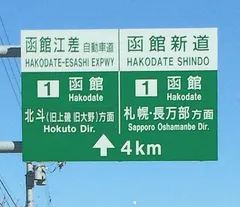 函館江差 自動車道
HAKODATE-ESASHI EXPWY
1 函館
Hakodate
北斗(旧上磯 旧大野)方面
Hokuto Dir.
函館新道
HAKODATE SHINDO
1 函館
Hakodate
札幌・長万部方面
Sapporo Oshamanbe Dir.
4km